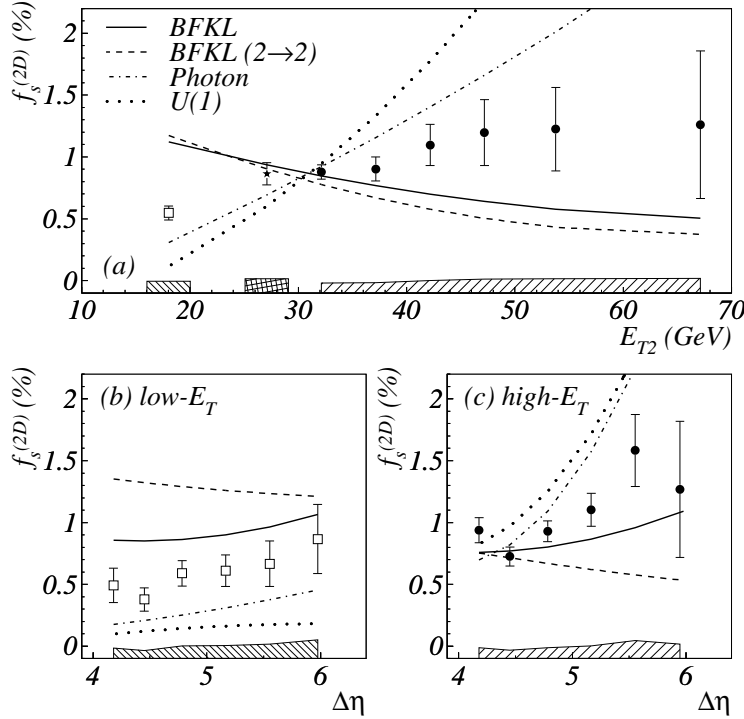 f_s^(2D) (%)
2
1.5
1
0.5
0
BFKL
BFKL (2→2)
Photon
U(1)
(a)
10 20 30 40 50 60 70
E_T2 (GeV)
f_s^(2D) (%)
2
1.5
1
0.5
0
(b) low-E_T
4 5 6
Δη
f_s^(2D) (%)
2
1.5
1
0.5
0
(c) high-E_T
4 5 6
Δη